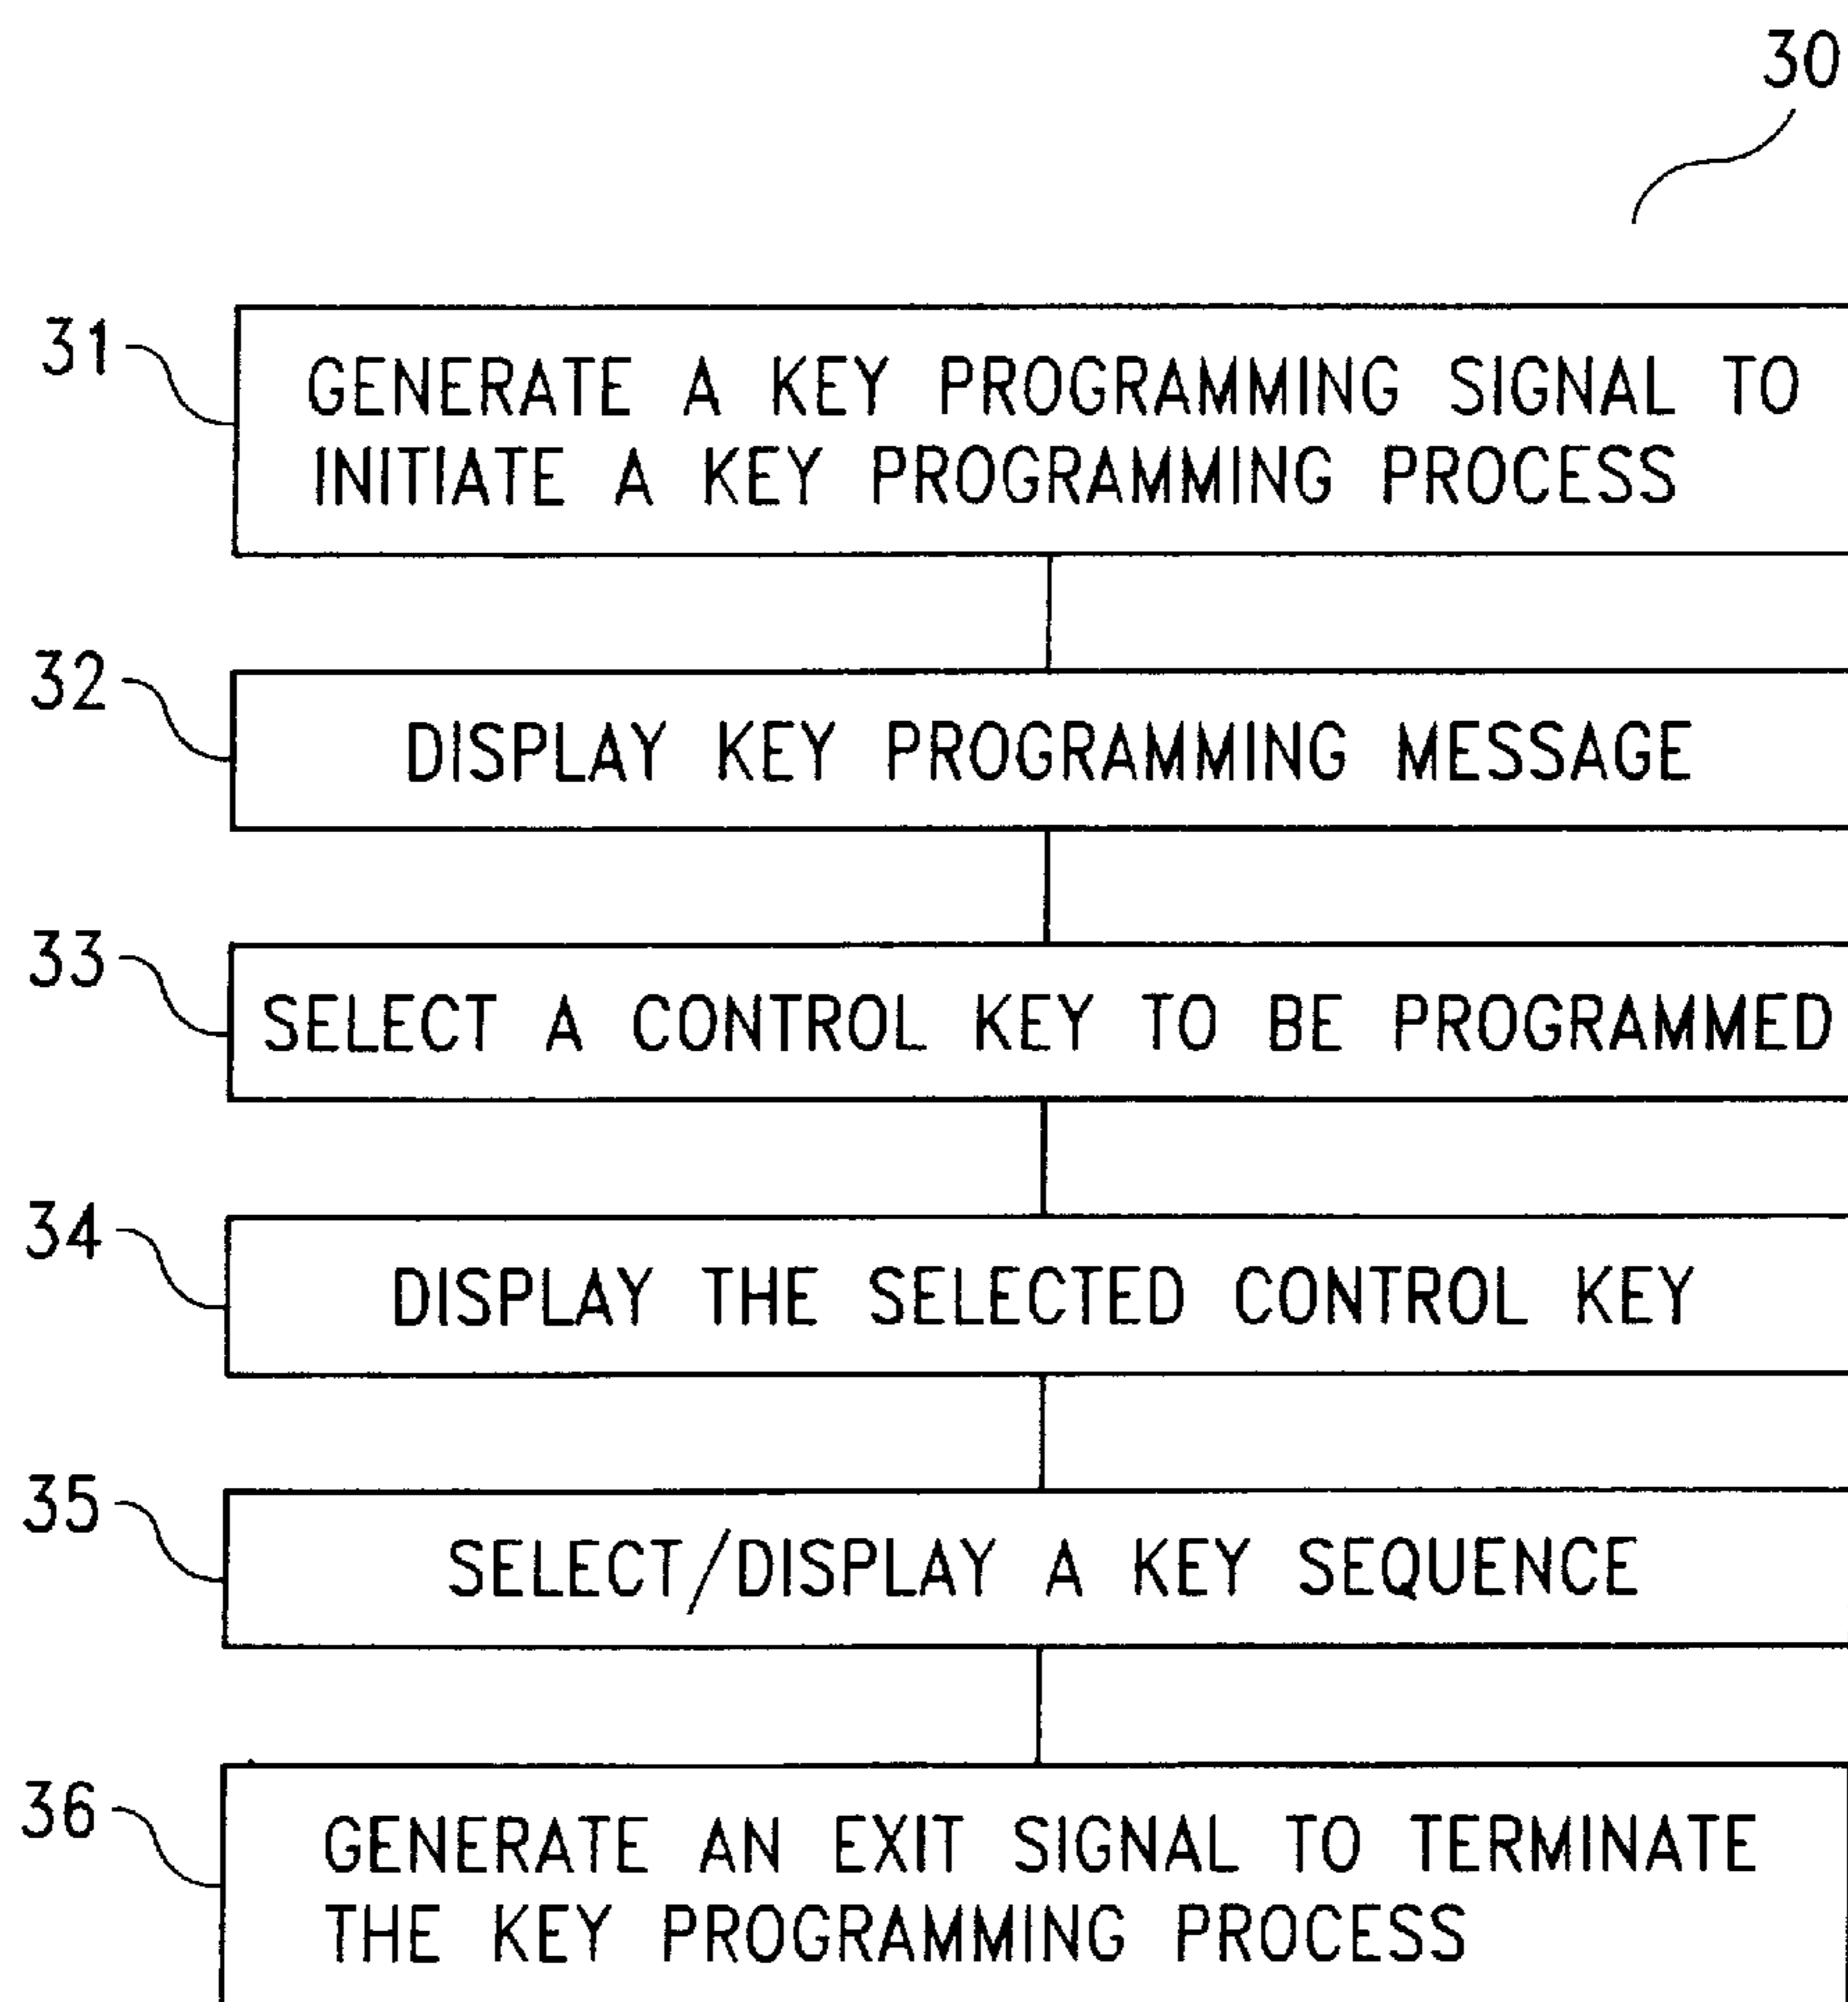 30
31
GENERATE A KEY PROGRAMMING SIGNAL TO
INITIATE A KEY PROGRAMMING PROCESS
32
DISPLAY KEY PROGRAMMING MESSAGE
33
SELECT A CONTROL KEY TO BE PROGRAMMED
34
DISPLAY THE SELECTED CONTROL KEY
35
SELECT/DISPLAY A KEY SEQUENCE
36
GENERATE AN EXIT SIGNAL TO TERMINATE
THE KEY PROGRAMMING PROCESS